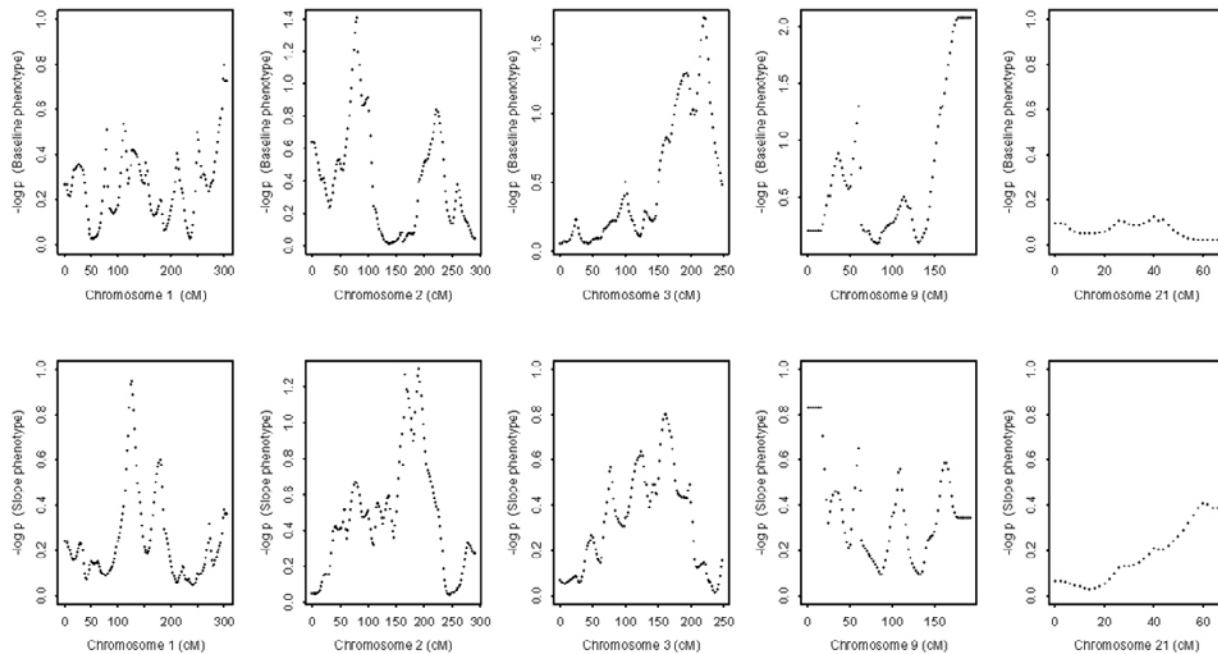 -log p (Baseline phenotype)
0.0 0.2 0.4 0.6 0.8 1.0
0 50 100 200 300
Chromosome 1 (cM)
-log p (Baseline phenotype)
0.0 0.2 0.4 0.6 0.8 1.0 1.2 1.4
0 50 100 200 300
Chromosome 2 (cM)
-log p (Baseline phenotype)
0.0 0.5 1.0 1.5
0 50 100 150 200 250
Chromosome 3 (cM)
-log p (Baseline phenotype)
0.5 1.0 1.5 2.0
0 50 100 150
Chromosome 9 (cM)
-log p (Baseline phenotype)
0.0 0.2 0.4 0.6 0.8 1.0
0 20 40 60
Chromosome 21 (cM)
-log p (Slope phenotype)
0.0 0.2 0.4 0.6 0.8 1.0
0 50 100 200 300
Chromosome 1 (cM)
-log p (Slope phenotype)
0.0 0.2 0.4 0.6 0.8 1.0 1.2
0 50 100 200 300
Chromosome 2 (cM)
-log p (Slope phenotype)
0.0 0.2 0.4 0.6 0.8 1.0
0 50 100 150 200 250
Chromosome 3 (cM)
-log p (Slope phenotype)
0.0 0.2 0.4 0.6 0.8 1.0
0 50 100 150
Chromosome 9 (cM)
-log p (Slope phenotype)
0.0 0.2 0.4 0.6 0.8 1.0
0 20 40 60
Chromosome 21 (cM)